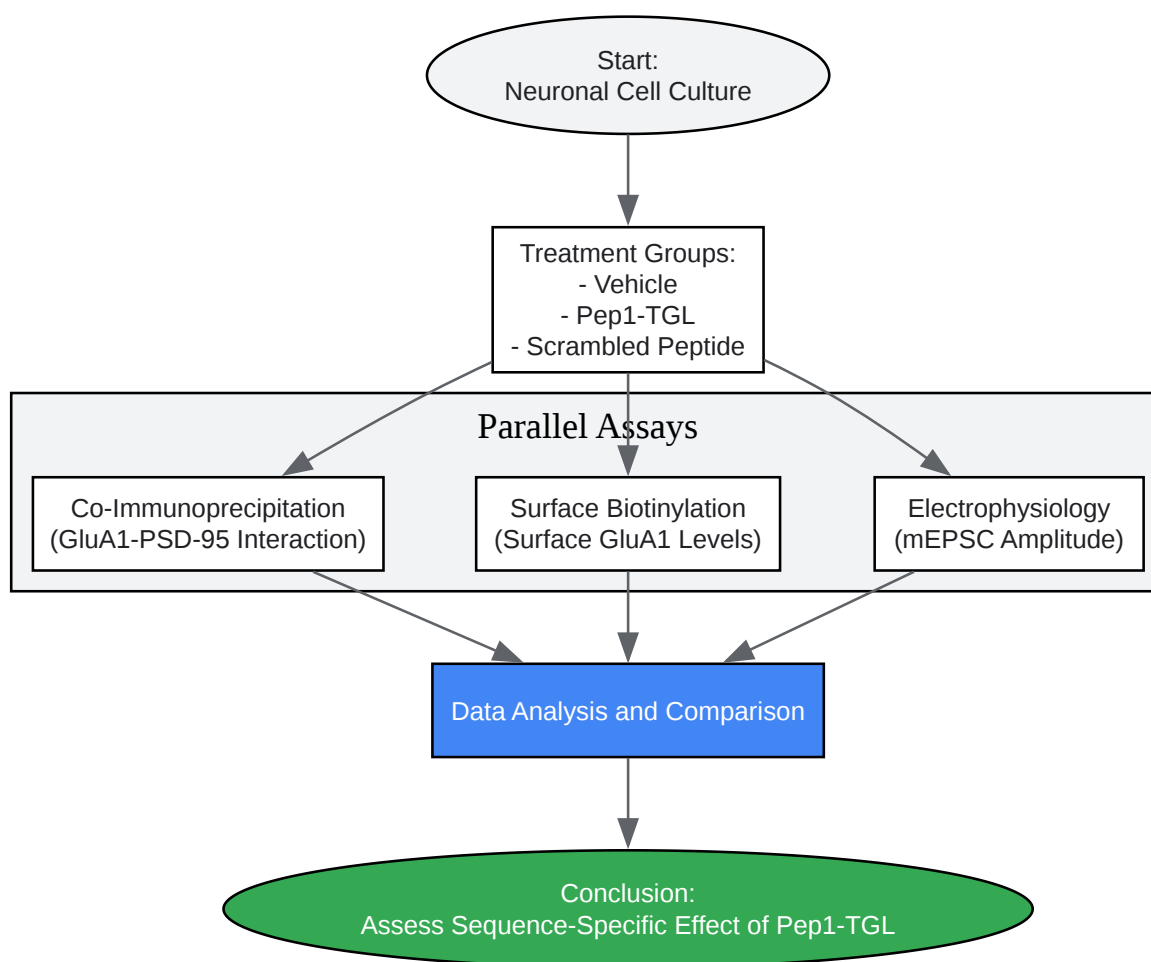 Start:
Neuronal Cell Culture
Treatment Groups:
- Vehicle
- Pep1-TGL
- Scrambled Peptide
Parallel Assays
Co-Immunoprecipitation
(GluA1-PSD-95 Interaction)
Surface Biotinylation
(Surface GluA1 Levels)
Electrophysiology
(mEPSC Amplitude)
Data Analysis and Comparison
Conclusion:
Assess Sequence-Specific Effect of Pep1-TGL